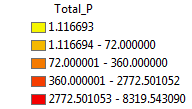 Total_P
1.116693
1.116694 - 72.000000
72.000001 - 360.000000
360.000001 - 2772.501052
2772.501053 - 8319.543090